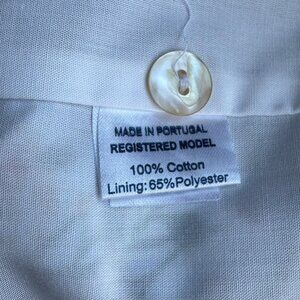 MADE IN PORTUGAL
REGISTERED MODEL
100% Cotton
Lining:65%Polyester